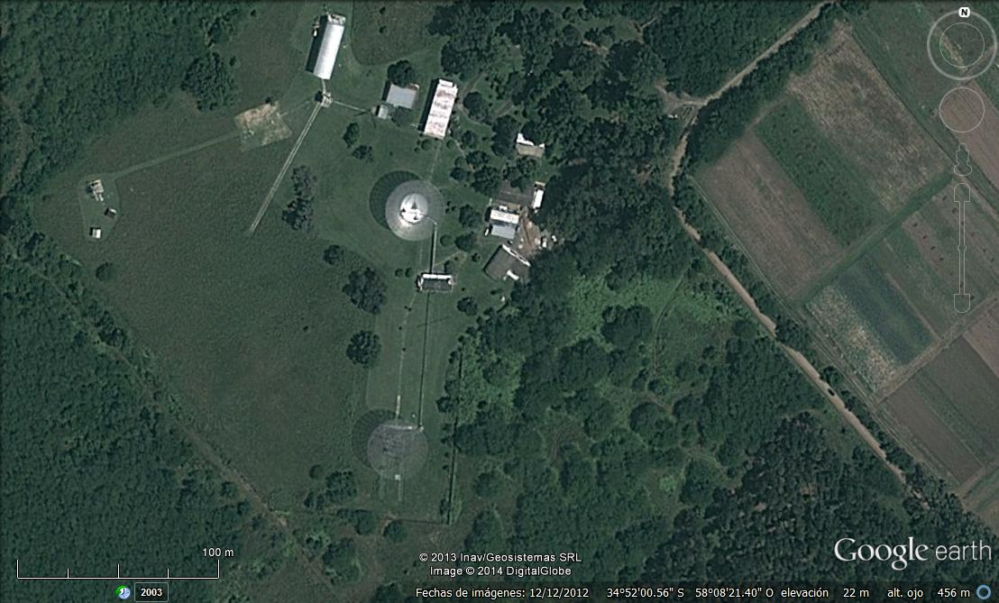 N
100 m
© 2013 Inav/Geosistemas SRL
Image © 2014 DigitalGlobe
Google earth
2003
Fechas de imágenes: 12/12/2012 34°52'00.56" S 58°08'21.40" O elevación 22 m alt. ojo 456 m